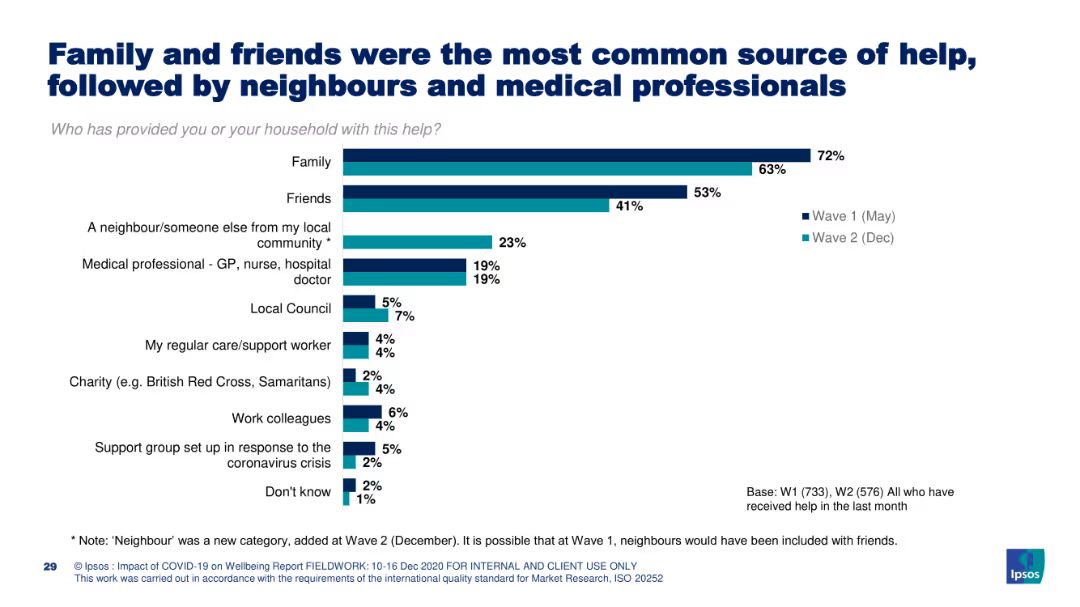 Family and friends were the most common source of help,
followed by neighbours and medical professionals
Who has provided you or your household with this help?
Family
72%
63%
Friends
53%
41%
A neighbour/someone else from my local
community *
23%
Medical professional - GP, nurse, hospital
doctor
19%
19%
Local Council
5%
7%
My regular care/support worker
4%
4%
Charity (e.g. British Red Cross, Samaritans)
2%
4%
Work colleagues
6%
4%
Support group set up in response to the
coronavirus crisis
5%
2%
Don't know
2%
1%
Wave 1 (May)
Wave 2 (Dec)
Base: W1 (733), W2 (576) All who have
received help in the last month
* Note: 'Neighbour' was a new category, added at Wave 2 (December). It is possible that at Wave 1, neighbours would have been included with friends.
29
© Ipsos : Impact of COVID-19 on Wellbeing Report FIELDWORK: 10-16 Dec 2020 FOR INTERNAL AND CLIENT USE ONLY
This work was carried out in accordance with the requirements of the international quality standard for Market Research, ISO 20252
Ipsos